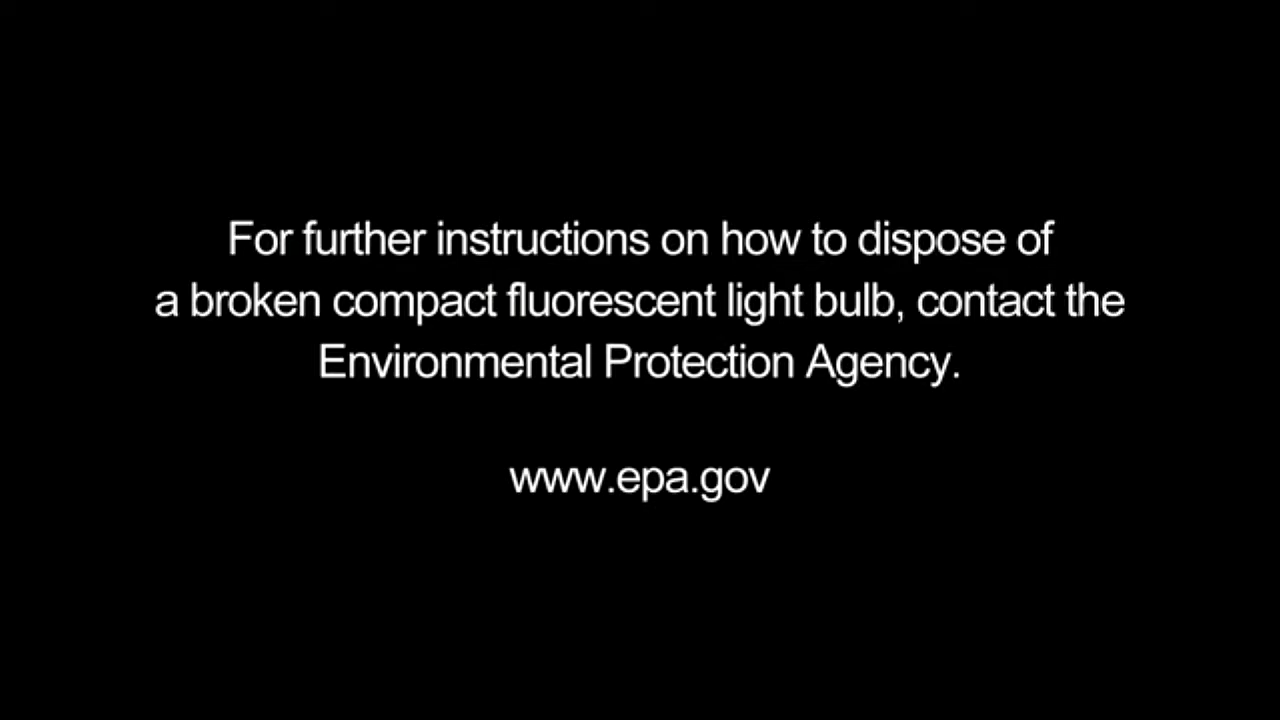 For further instructions on how to dispose of
a broken compact fluorescent light bulb, contact the
Environmental Protection Agency.
www.epa.gov